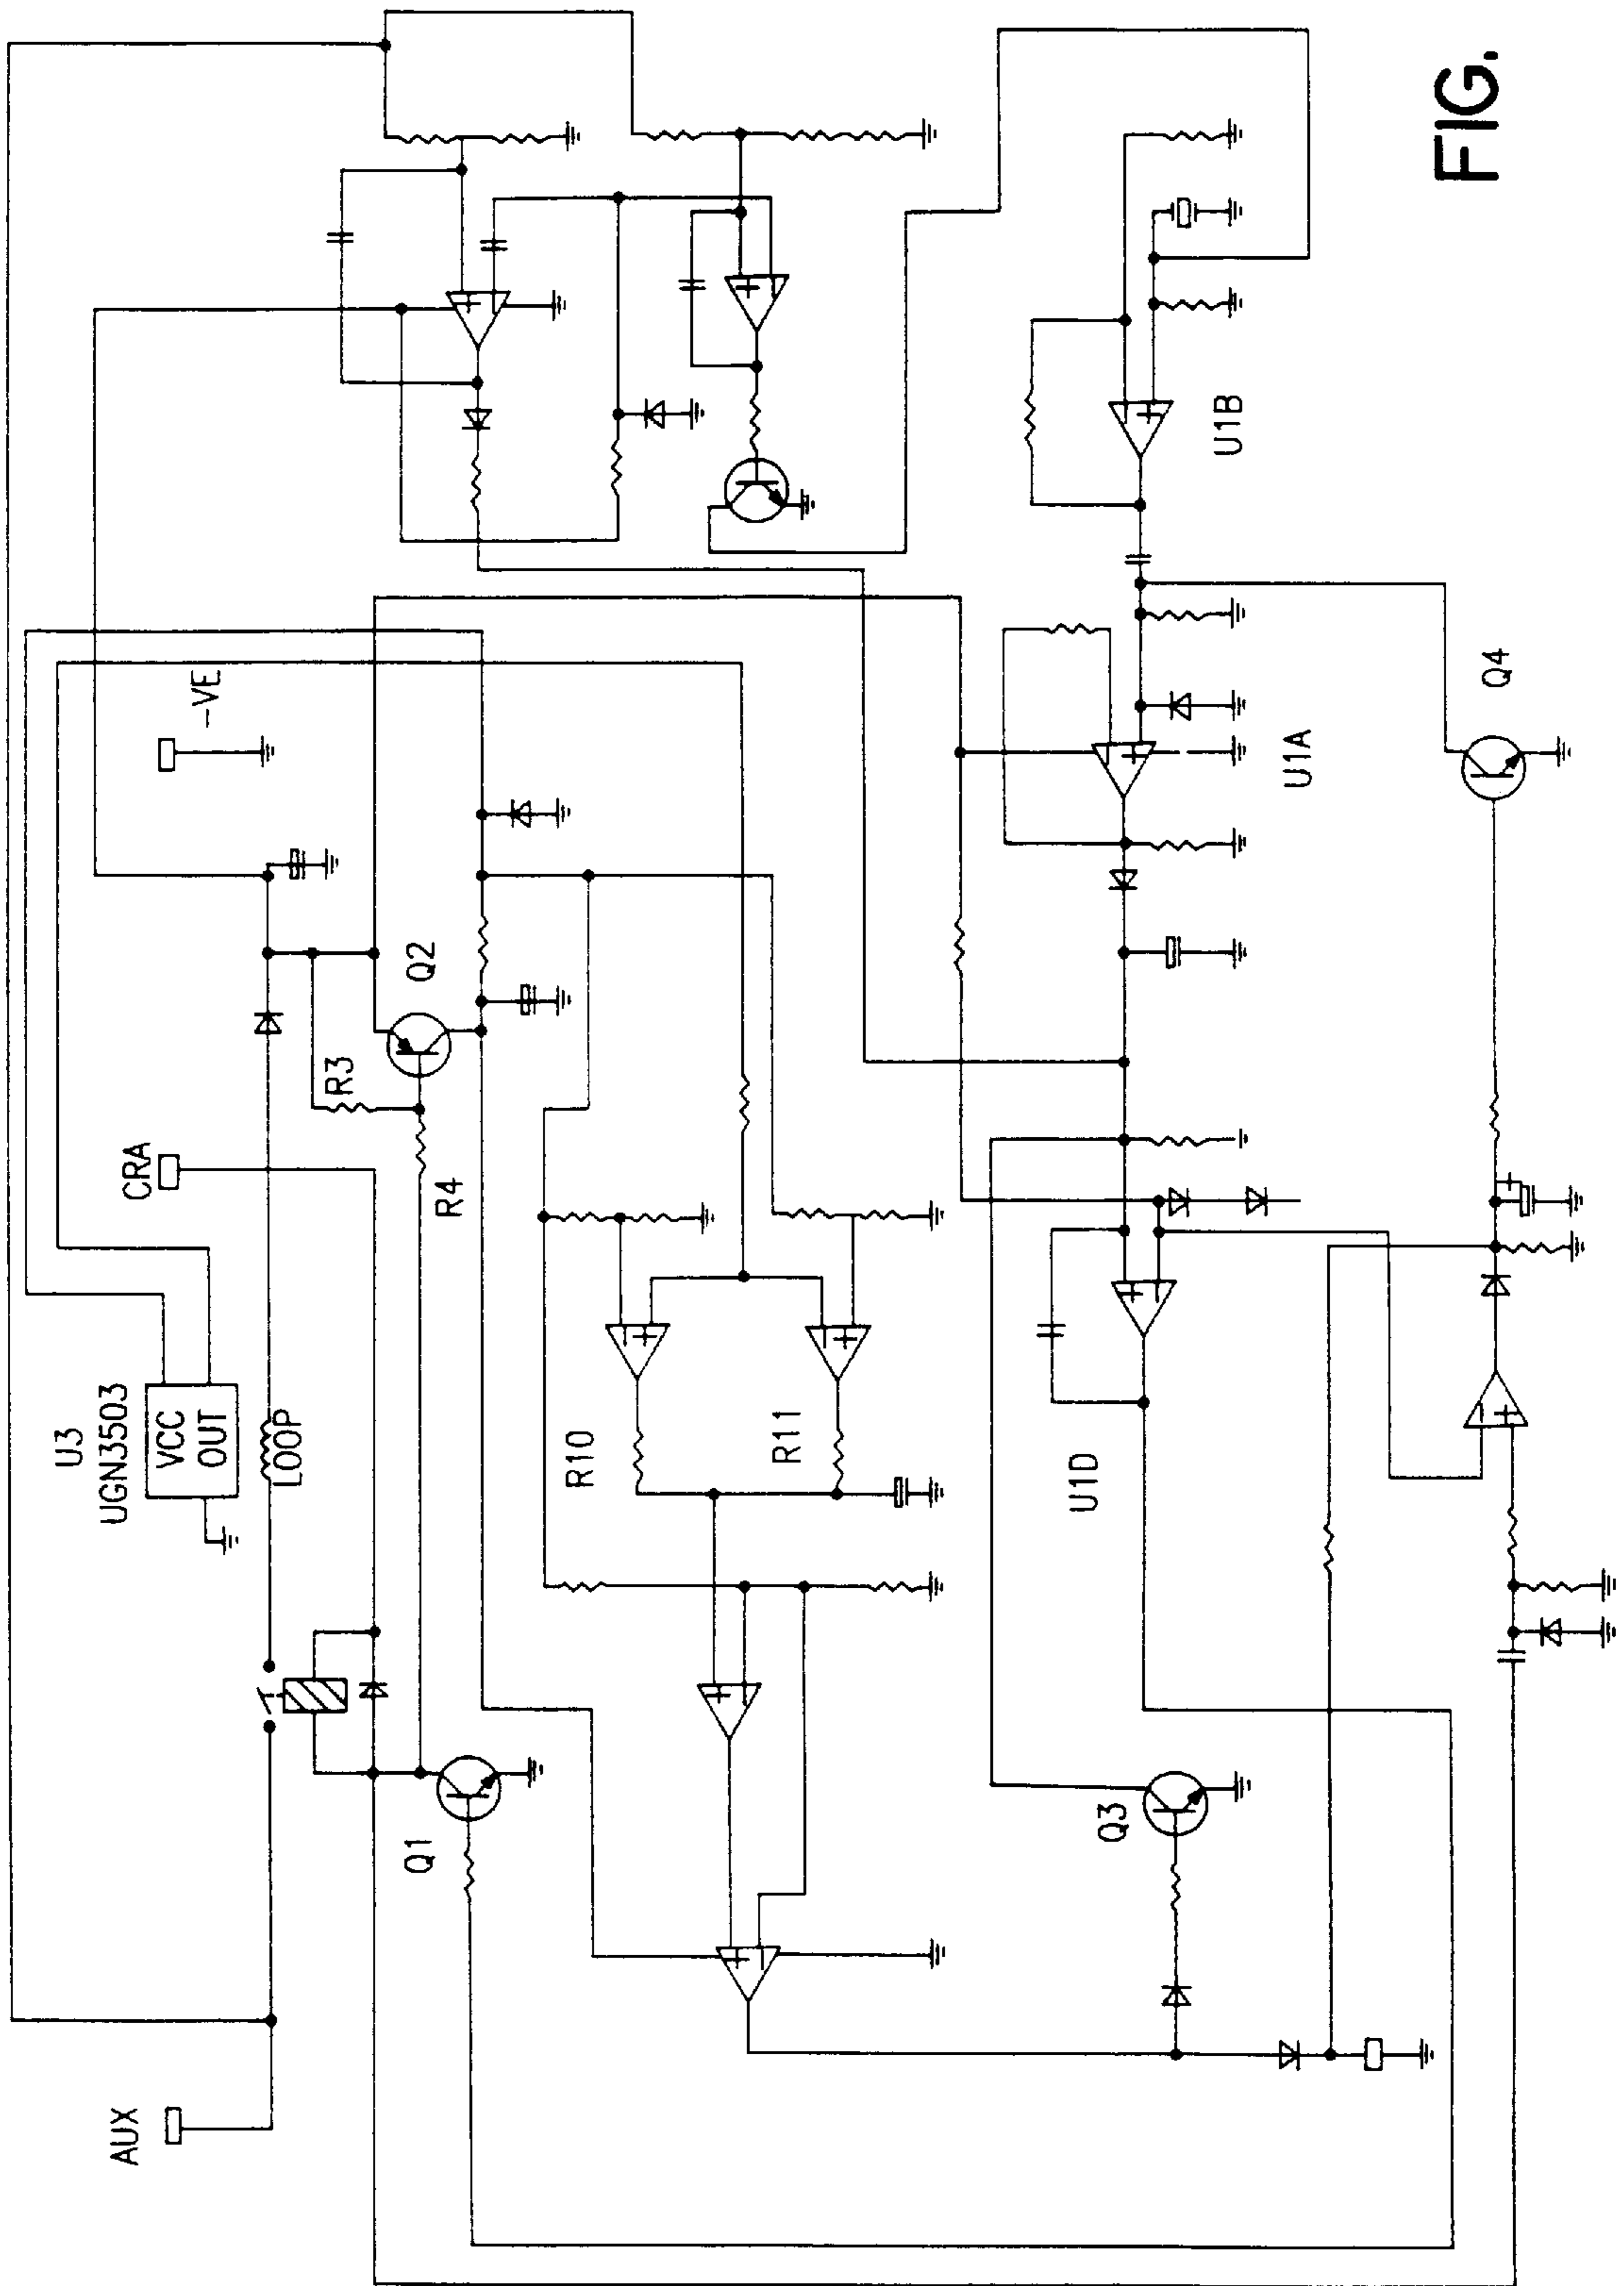 AUX
CRA
U3
UGN3503
VCC
OUT
LOOP
-VE
R3
Q2
R4
Q1
R10
R11
U1D
Q3
U1A
U1B
Q4
FIG.